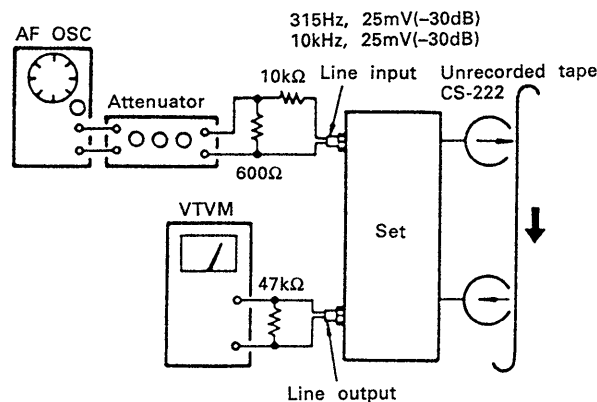 315Hz, 25mV(–30dB)
10kHz, 25mV(–30dB)
AF OSC
Attenuator
10kΩ
Line input
Unrecorded tape
CS-222
600Ω
VTVM
Set
47kΩ
Line output